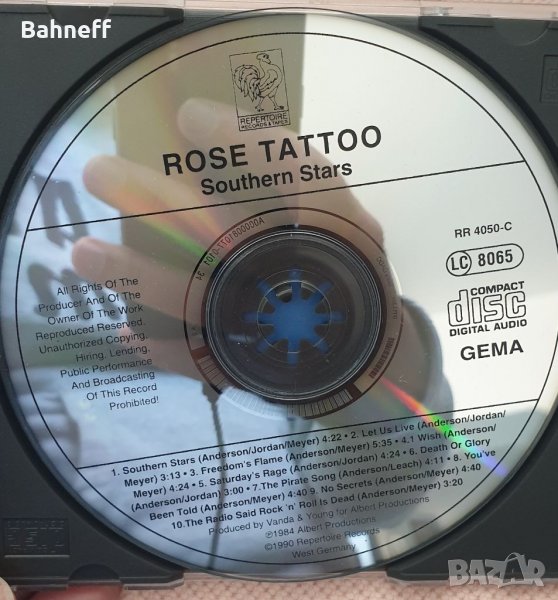 Bahneff
REPERTOIRE
RECORDS & TAPES
ROSE TATTOO
Southern Stars
RR 4050-C
LC 8065
COMPACT
disc
DIGITAL AUDIO
GEMA
All Rights Of The
Producer And Of The
Owner Of The Work
Reproduced Reserved.
Unauthorized Copying,
Hiring, Lending,
Public Performance
And Broadcasting
Of This Record
Prohibited!
1. Southern Stars (Anderson/Jordan/Meyer) 4:22 • 2. Let Us Live (Anderson/Jordan/
Meyer) 3:13 • 3. Freedom's Flame (Anderson/Meyer) 5:35 • 4.1 Wish (Anderson/
Meyer) 4:24 • 5. Saturday's Rage (Anderson/Jordan) 4:24 • 6. Death Or Glory
(Anderson/Jordan) 3:00 • 7.The Pirate Song (Anderson/Leach) 4:11 • 8. You've
Been Told (Anderson/Meyer) 4:40 9. No Secrets (Anderson/Meyer) 4:40
10.The Radio Said Rock 'n' Roll Is Dead (Anderson/Meyer) 3:20
Produced by Vanda & Young for Albert Productions
℗1984 Albert Productions
©1990 Repertoire Records
West Germany
BAZAR